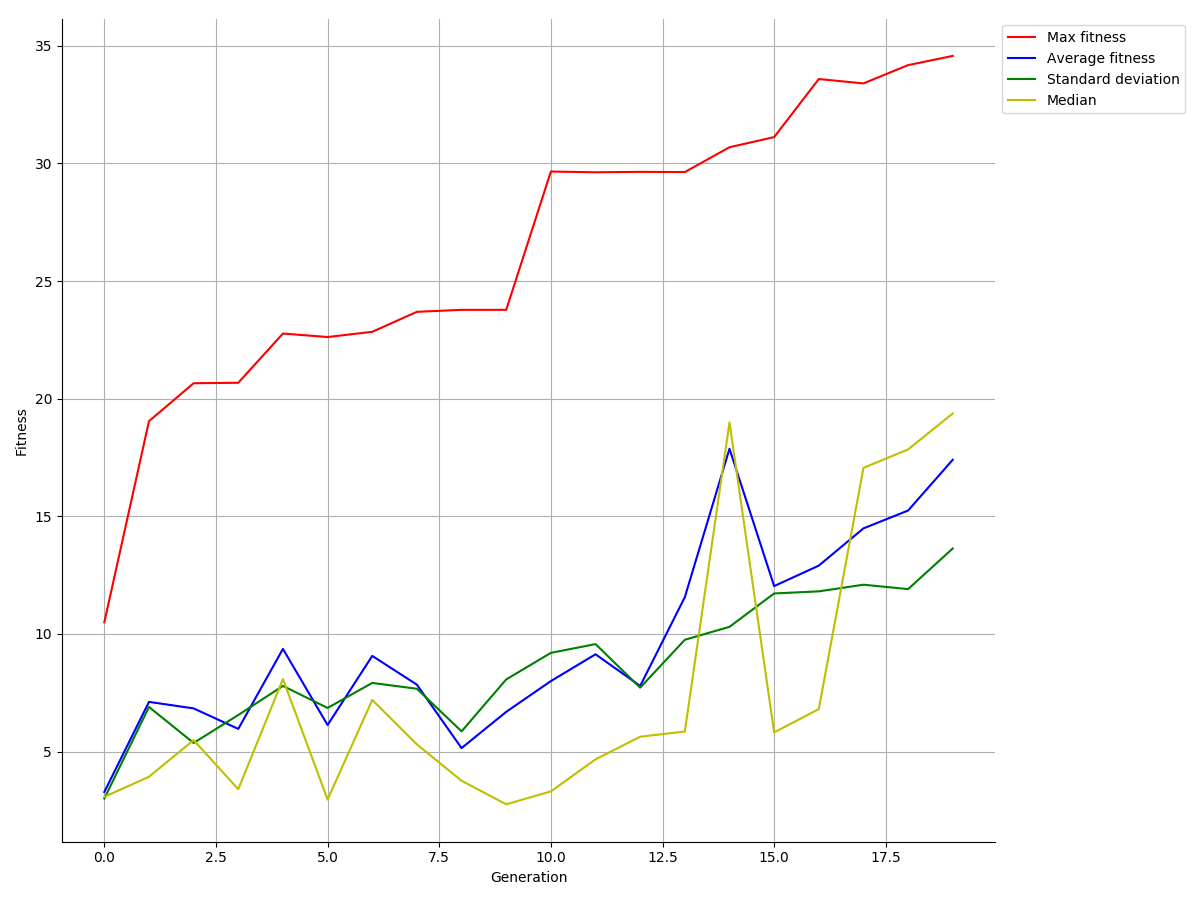 Max fitness
Average fitness
Standard deviation
Median
35
30
25
20
15
10
5
Fitness
0.0 2.5 5.0 7.5 10.0 12.5 15.0 17.5
Generation